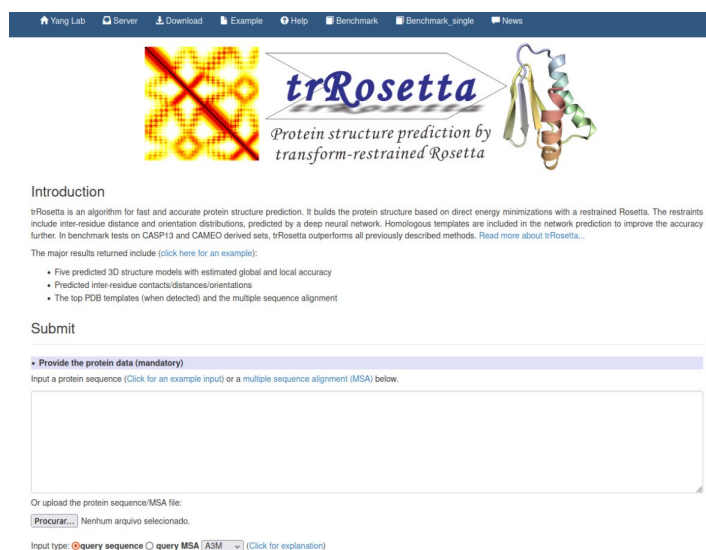 Yang Lab Server Download Example Help Benchmark Benchmark_single News
trRosetta
Protein structure prediction by
transform-restrained Rosetta
Introduction
trRosetta is an algorithm for fast and accurate protein structure prediction. It builds the protein structure based on direct energy minimizations with a restrained Rosetta. The restraints
include inter-residue distance and orientation distributions, predicted by a deep neural network. Homologous templates are included in the network prediction to improve the accuracy
further. In benchmark tests on CASP13 and CAMEO derived sets, trRosetta outperforms all previously described methods. Read more about trRosetta...
The major results returned include (click here for an example):
• Five predicted 3D structure models with estimated global and local accuracy
• Predicted inter-residue contacts/distances/orientations
• The top PDB templates (when detected) and the multiple sequence alignment
Submit
• Provide the protein data (mandatory)
Input a protein sequence (Click for an example input) or a multiple sequence alignment (MSA) below.
Or upload the protein sequence/MSA file:
Procurar... Nenhum arquivo selecionado.
Input type: query sequence query MSA A3M (Click for explanation)